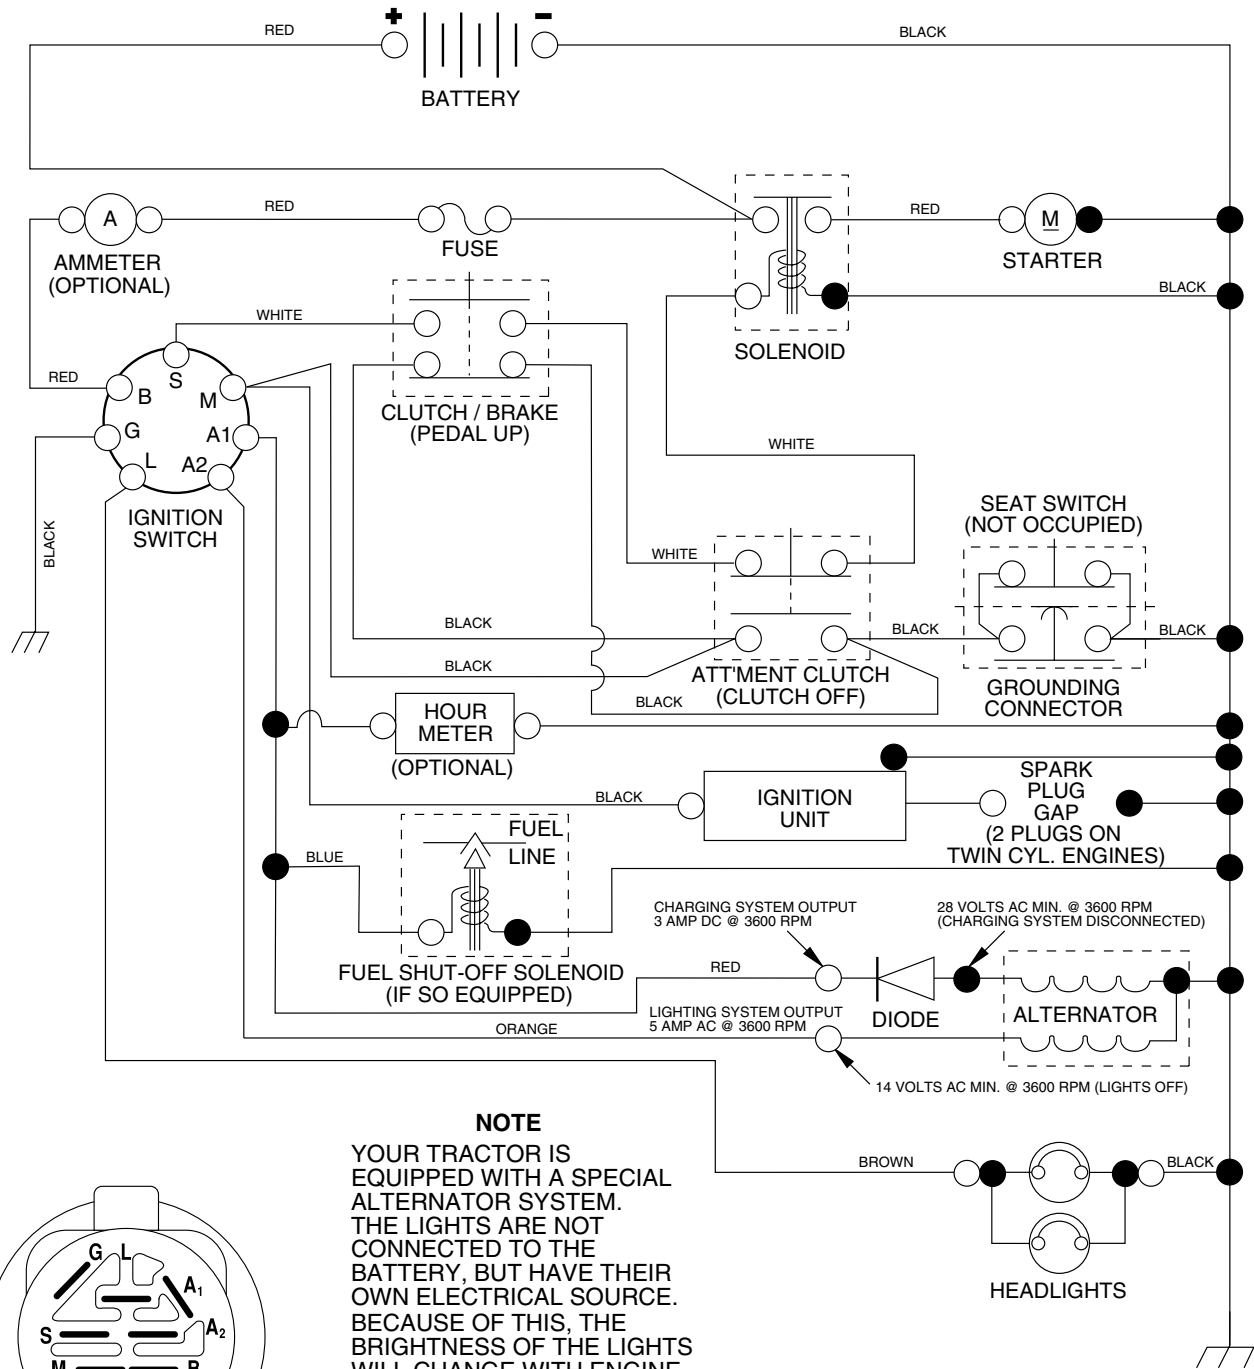 +
−
RED
BLACK
BATTERY
A
RED
AMMETER
(OPTIONAL)
FUSE
RED
M
STARTER
BLACK
SOLENOID
WHITE
RED
S
B
M
G
A1
L
A2
IGNITION
SWITCH
BLACK
CLUTCH / BRAKE
(PEDAL UP)
WHITE
WHITE
SEAT SWITCH
(NOT OCCUPIED)
BLACK
BLACK
BLACK
BLACK
BLACK
ATT'MENT CLUTCH
(CLUTCH OFF)
GROUNDING
CONNECTOR
HOUR
METER
(OPTIONAL)
BLACK
IGNITION
UNIT
SPARK
PLUG
GAP
(2 PLUGS ON
TWIN CYL. ENGINES)
BLUE
FUEL
LINE
FUEL SHUT-OFF SOLENOID
(IF SO EQUIPPED)
CHARGING SYSTEM OUTPUT
3 AMP DC @ 3600 RPM
28 VOLTS AC MIN. @ 3600 RPM
(CHARGING SYSTEM DISCONNECTED)
RED
DIODE
ALTERNATOR
LIGHTING SYSTEM OUTPUT
5 AMP AC @ 3600 RPM
ORANGE
14 VOLTS AC MIN. @ 3600 RPM (LIGHTS OFF)
BROWN
BLACK
HEADLIGHTS
NOTE
YOUR TRACTOR IS
EQUIPPED WITH A SPECIAL
ALTERNATOR SYSTEM.
THE LIGHTS ARE NOT
CONNECTED TO THE
BATTERY, BUT HAVE THEIR
OWN ELECTRICAL SOURCE.
BECAUSE OF THIS, THE
BRIGHTNESS OF THE LIGHTS
WILL CHANGE WITH ENGINE
G
L
A1
S
A2
M
B